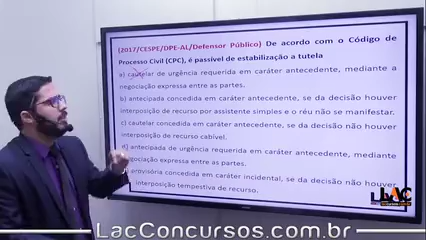 (2017/CESPE/DPE-AL/Defensor Público) De acordo com o Código de
Processo Civil (CPC), é passível de estabilização a tutela
a) cautelar de urgência requerida em caráter antecedente, mediante a
negociação expressa entre as partes.
b) antecipada concedida em caráter antecedente, se da decisão houver
interposição de recurso por assistente simples e o réu não se manifestar.
c) cautelar concedida em caráter antecedente, se da decisão não houver
interposição de recurso cabível.
d) antecipada de urgência requerida em caráter antecedente, mediante
negociação expressa entre as partes.
provisória concedida em caráter incidental, se da decisão não houver
interposição tempestiva de recurso.
LAC
LacConcursos.com.br